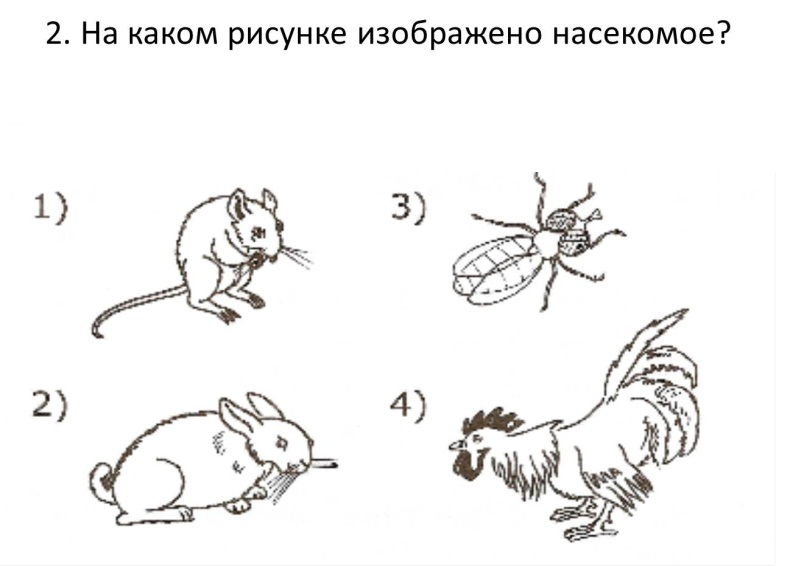 2. На каком рисунке изображено насекомое?
1)
3)
2)
4)